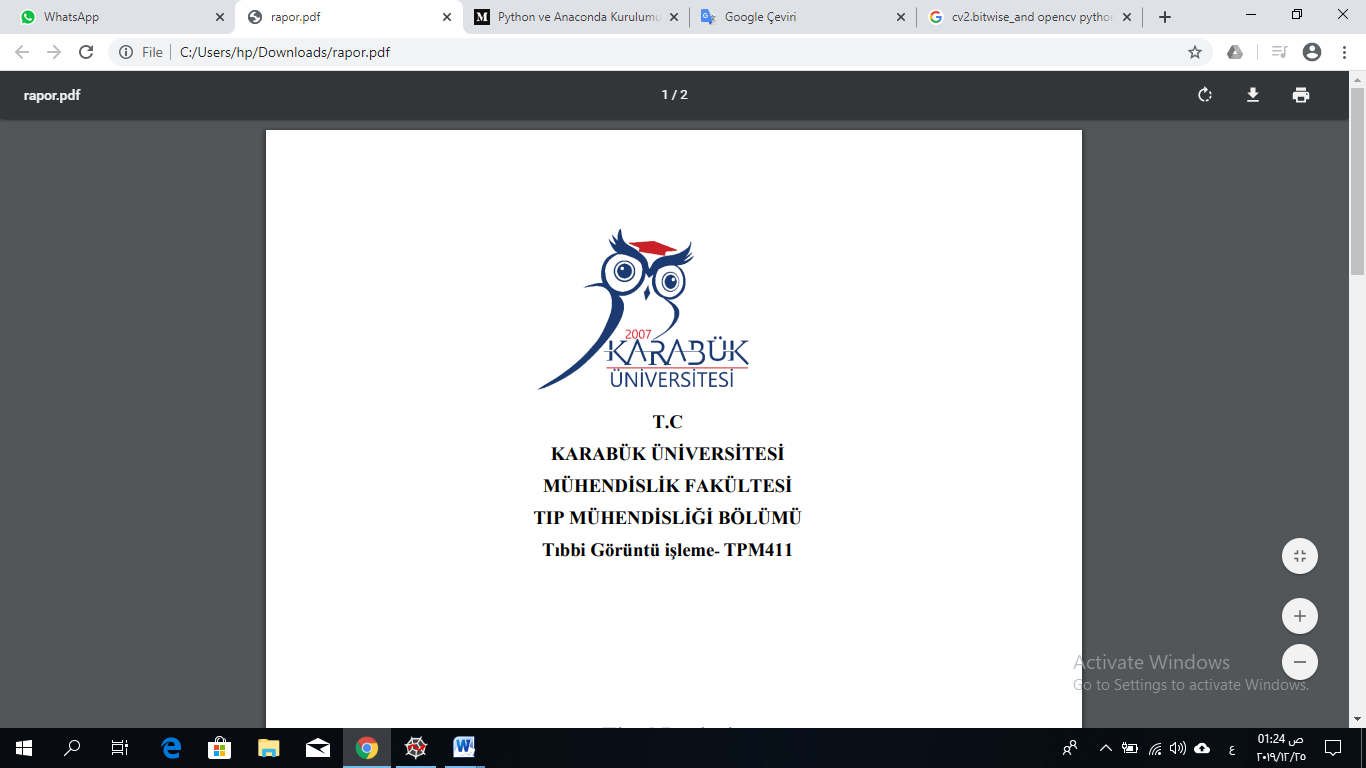 WhatsApp
rapor.pdf
Python ve Anaconda Kurulumu
Google Çeviri
cv2.bitwise_and opencv python
File
C:/Users/hp/Downloads/rapor.pdf
rapor.pdf
1 / 2
2007
KARABÜK
ÜNİVERSİTESİ
T.C
KARABÜK ÜNİVERSİTESİ
MÜHENDİSLİK FAKÜLTESİ
TIP MÜHENDİSLİĞİ BÖLÜMÜ
Tıbbi Görüntü işleme- TPM411
Activate Windows
Go to Settings to activate Windows.
ع
01:24 ص
٢٠١٩/١٢/٢٥